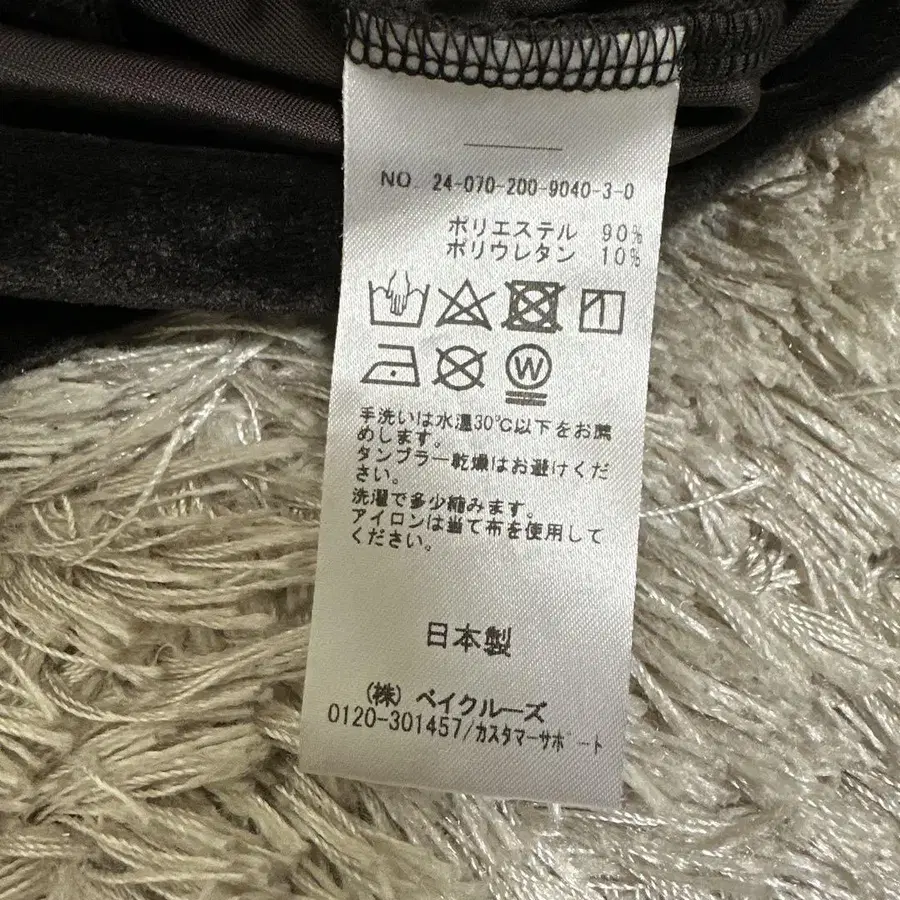 NO. 24-070-200-9040-3-0
ポリエステル 90%
ポリウレタン 10%
W
手洗いは水温30℃以下をお薦
めします。
タンブラー乾燥はお避けくだ
さい。
洗濯で多少縮みます。
アイロンは当て布を使用して
ください。
日本製
(株) ベイクルーズ
0120-301457/カスタマーサポート